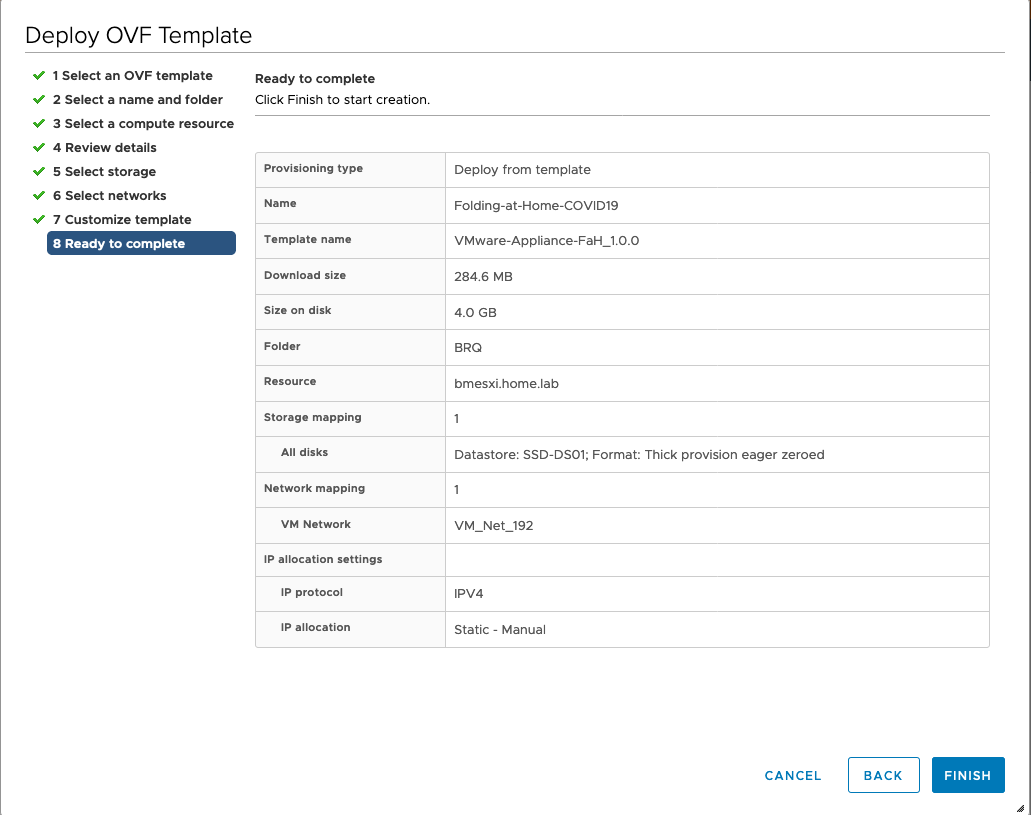 Deploy OVF Template
1 Select an OVF template
2 Select a name and folder
3 Select a compute resource
4 Review details
5 Select storage
6 Select networks
7 Customize template
8 Ready to complete
Ready to complete
Click Finish to start creation.
Provisioning type Deploy from template
Name Folding-at-Home-COVID19
Template name VMware-Appliance-FaH_1.0.0
Download size 284.6 MB
Size on disk 4.0 GB
Folder BRQ
Resource bmesxi.home.lab
Storage mapping 1
All disks Datastore: SSD-DS01; Format: Thick provision eager zeroed
Network mapping 1
VM Network VM_Net_192
IP allocation settings
IP protocol IPV4
IP allocation Static - Manual
CANCEL BACK FINISH